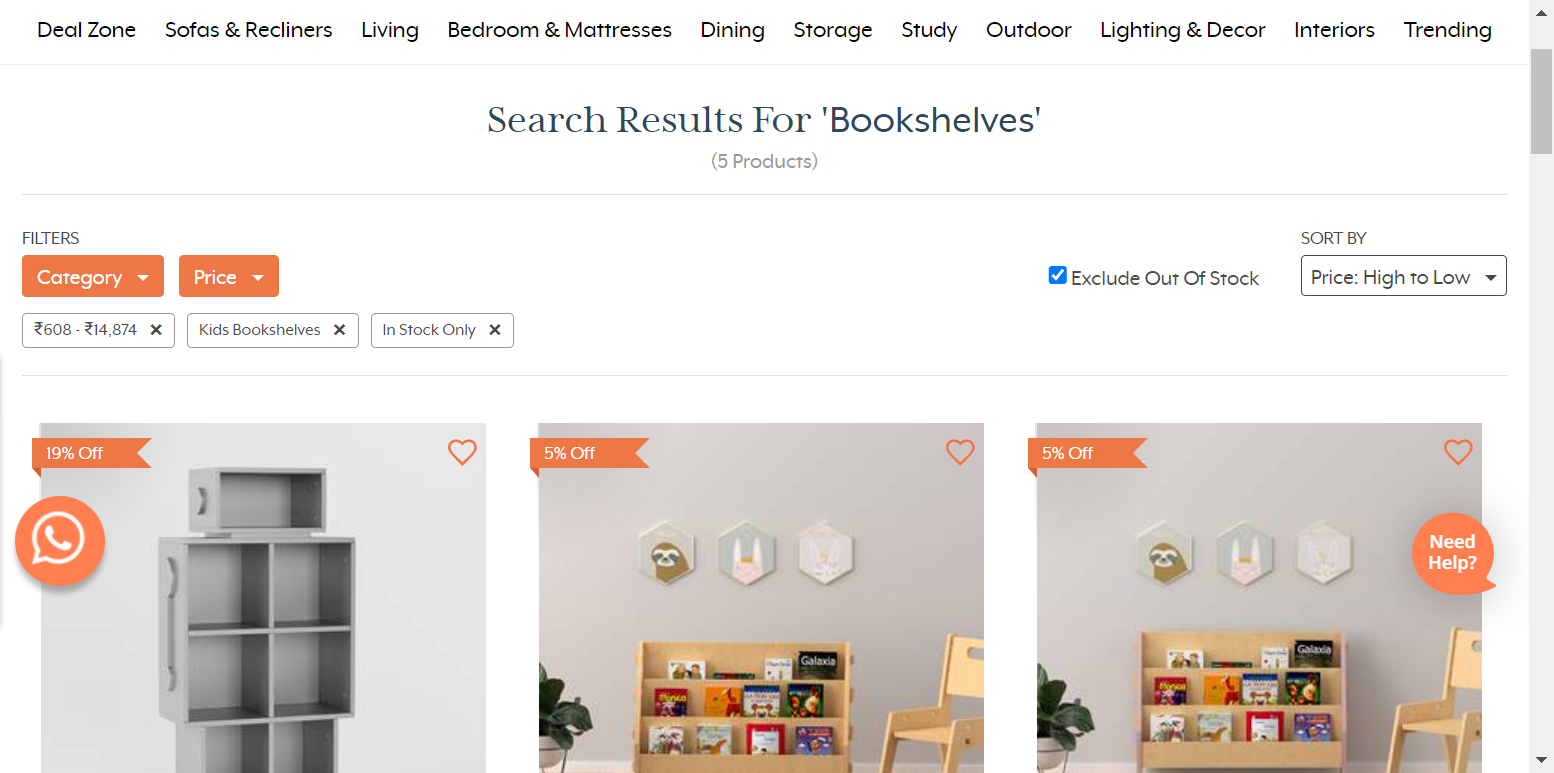 Deal Zone Sofas & Recliners Living Bedroom & Mattresses Dining Storage Study Outdoor Lighting & Decor Interiors Trending
Search Results For 'Bookshelves'
(5 Products)
FILTERS
SORT BY
Category Price
Exclude Out Of Stock
Price: High to Low
₹608 - ₹14,874 ✕ Kids Bookshelves ✕ In Stock Only ✕
19% Off
5% Off
5% Off
Need
Help?
Galaxia
Galaxia
Monica